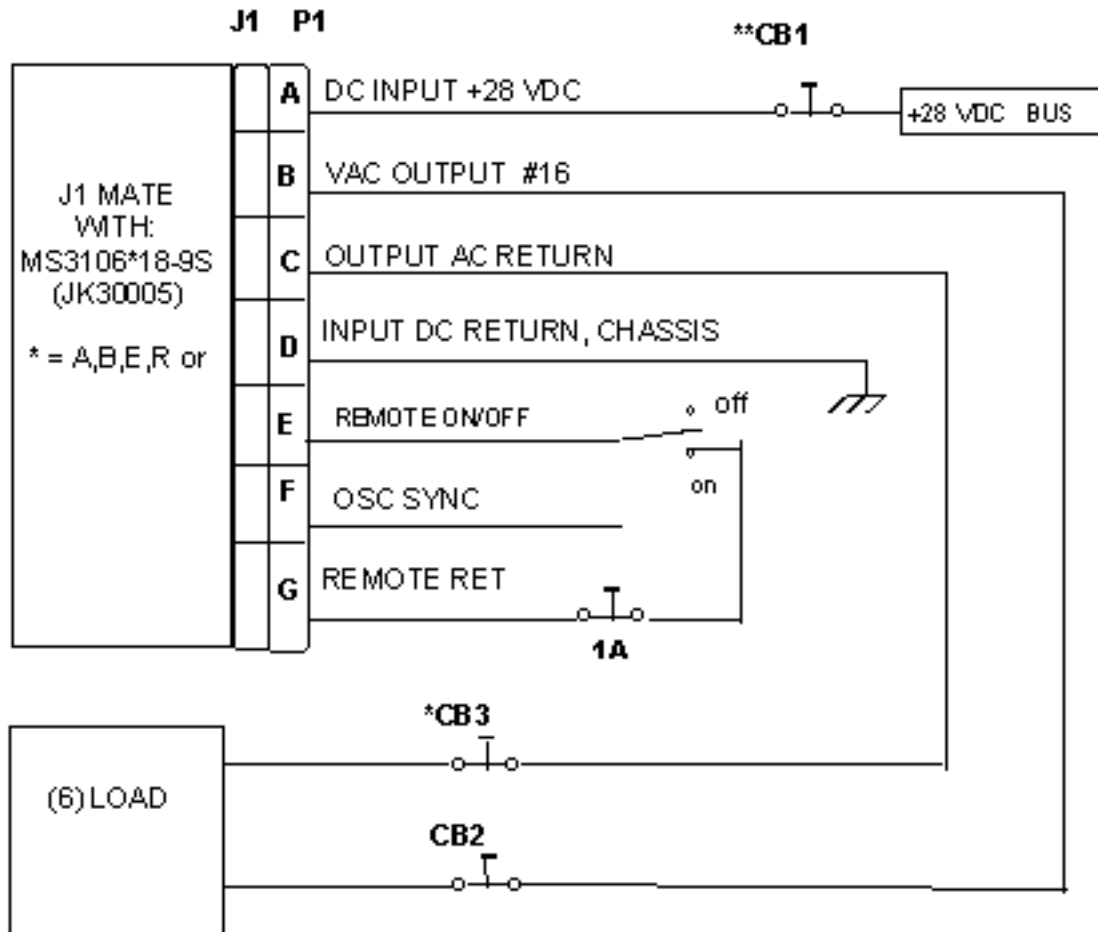 J1 P1
**CB1
A DC INPUT +28 VDC
+28 VDC BUS
B VAC OUTPUT #16
J1 MATE
WITH:
MS3106*18-9S
(JK30005)
* = A,B,E,R or
C OUTPUT AC RETURN
D INPUT DC RETURN, CHASSIS
E REMOTE ON/OFF
off
on
F OSC SYNC
G REMOTE RET
1A
*CB3
(6) LOAD
CB2